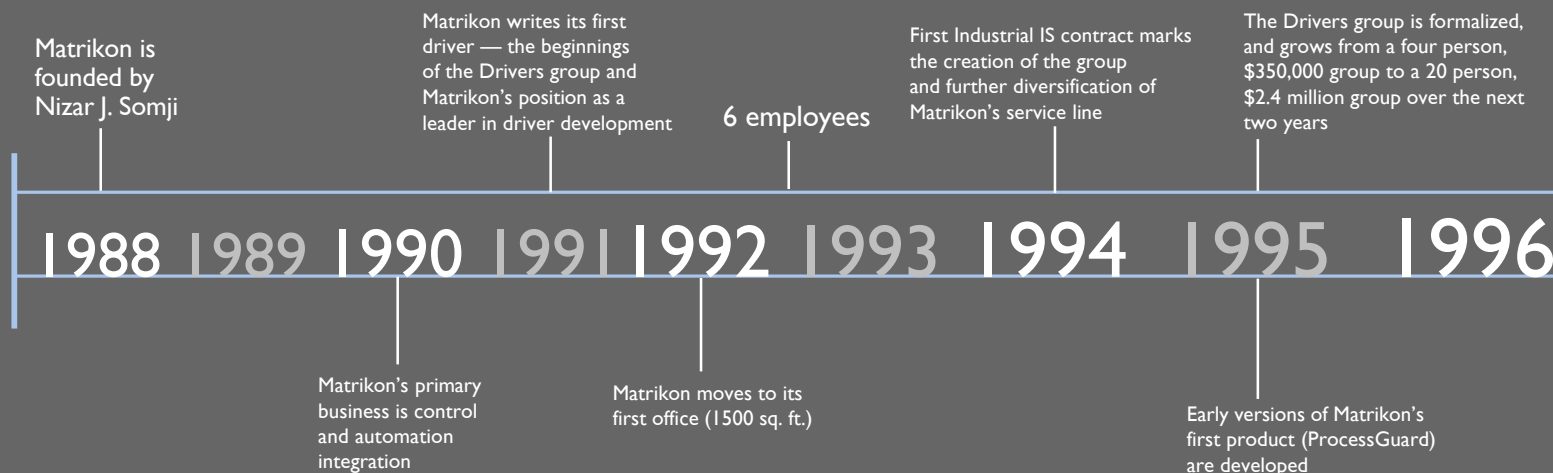 Matrikon is
founded by
Nizar J. Somji
Matrikon writes its first
driver — the beginnings
of the Drivers group and
Matrikon's position as a
leader in driver development
6 employees
First Industrial IS contract marks
the creation of the group
and further diversification of
Matrikon's service line
The Drivers group is formalized,
and grows from a four person,
$350,000 group to a 20 person,
$2.4 million group over the next
two years
1988 1989 1990 1991 1992 1993 1994 1995 1996
Matrikon's primary
business is control
and automation
integration
Matrikon moves to its
first office (1500 sq. ft.)
Early versions of Matrikon's
first product (ProcessGuard)
are developed